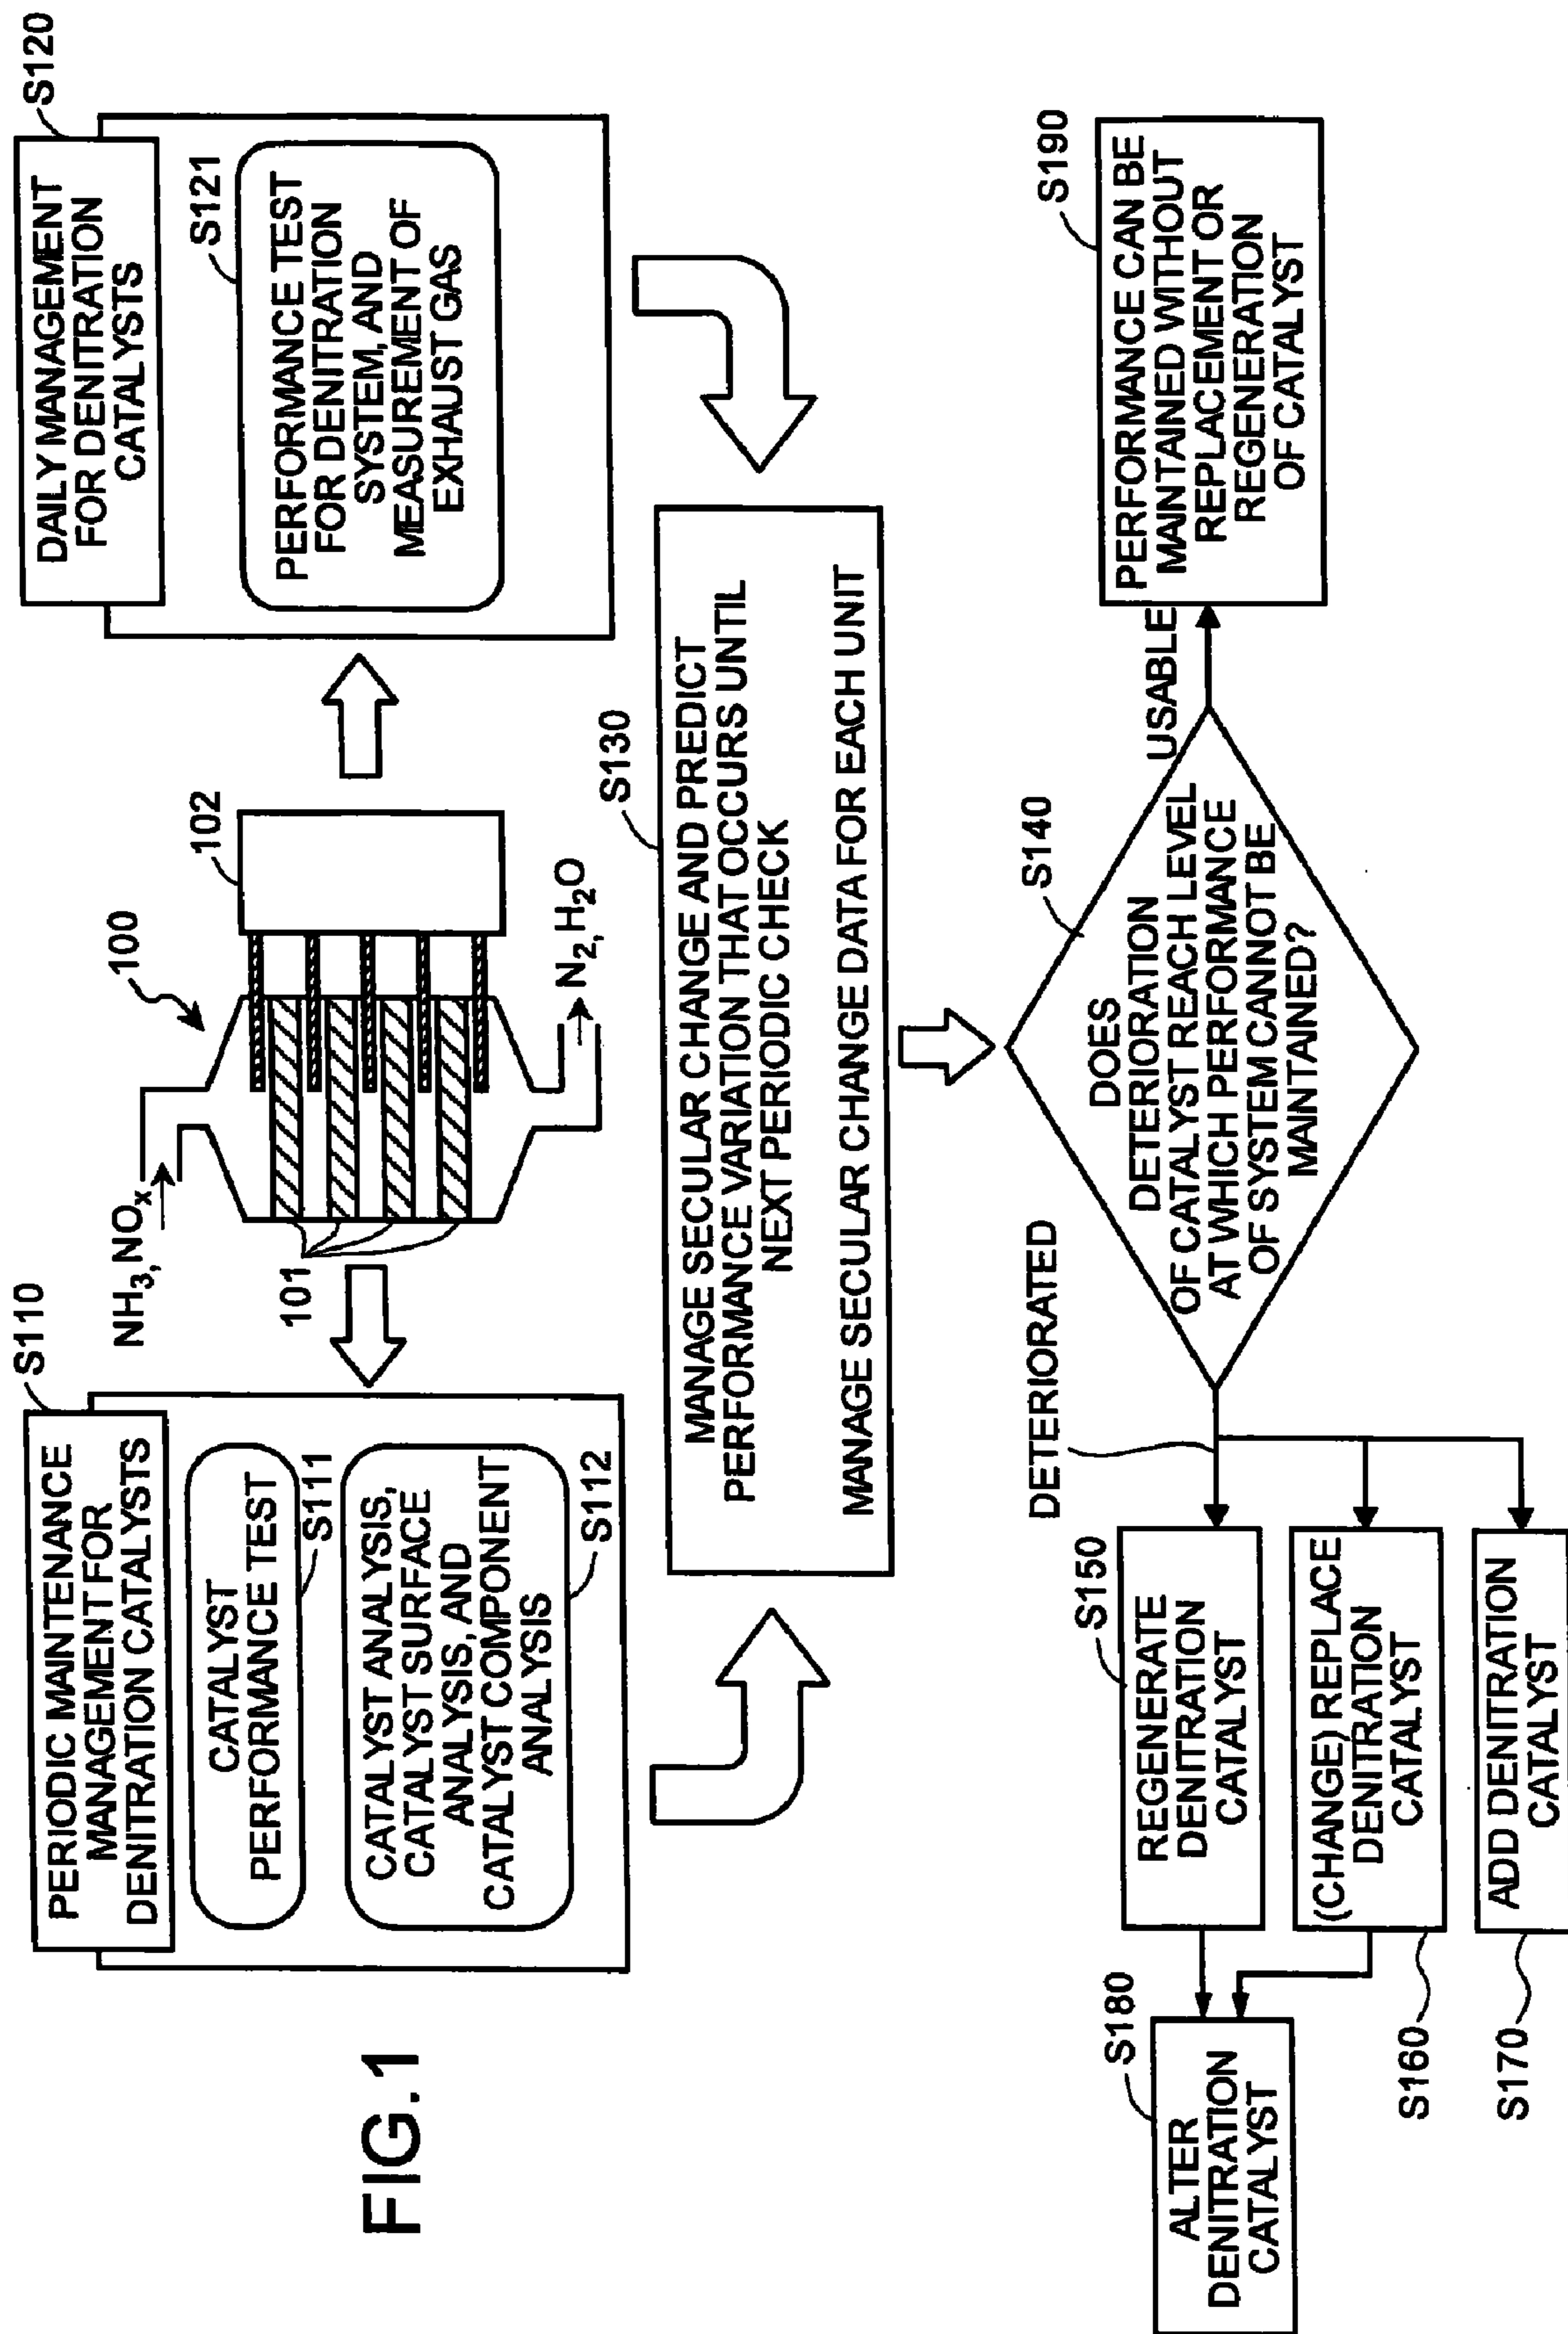 FIG.1
S110
PERIODIC MAINTENANCE
MANAGEMENT FOR
DENITRATION CATALYSTS
CATALYST
PERFORMANCE TEST
S111
CATALYST ANALYSIS,
CATALYST SURFACE
ANALYSIS, AND
CATALYST COMPONENT
ANALYSIS
S112
NH₃, NOₓ
100
101
102
N₂, H₂O
S120
DAILY MANAGEMENT
FOR DENITRATION
CATALYSTS
S121
PERFORMANCE TEST
FOR DENITRATION
SYSTEM, AND
MEASUREMENT OF
EXHAUST GAS
S130
MANAGE SECULAR CHANGE AND PREDICT
PERFORMANCE VARIATION THAT OCCURS UNTIL
NEXT PERIODIC CHECK
MANAGE SECULAR CHANGE DATA FOR EACH UNIT
S140
DOES
DETERIORATION
OF CATALYST REACH LEVEL
AT WHICH PERFORMANCE
OF SYSTEM CANNOT BE
MAINTAINED?
DETERIORATED
USABLE
S190
PERFORMANCE CAN BE
MAINTAINED WITHOUT
REPLACEMENT OR
REGENERATION
OF CATALYST
S150
REGENERATE
DENITRATION
CATALYST
(CHANGE) REPLACE
DENITRATION
CATALYST
S160
ADD DENITRATION
CATALYST
S170
S180
ALTER
DENITRATION
CATALYST